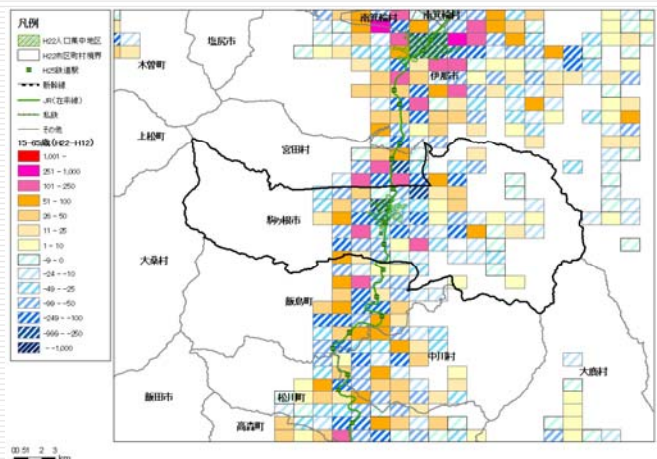 凡例
H22人口集中地区
H22市区町村境界
H25鉄道駅
新幹線
JR(在来線)
私鉄
その他
15-65歳(H22-H12)
1,001 -
251 - 1,000
101 - 250
51 - 100
26 - 50
11 - 25
1 - 10
-9 - 0
-24 - -10
-49 - -25
-99 - -50
-249 - -100
-999 - -250
- -1,000
南箕輪村
南箕輪村
塩尻市
木曽町
伊那市
上松町
宮田村
駒ヶ根市
大桑村
飯島町
中川村
大鹿村
飯田市
松川町
高森町
00.51 2 3
km